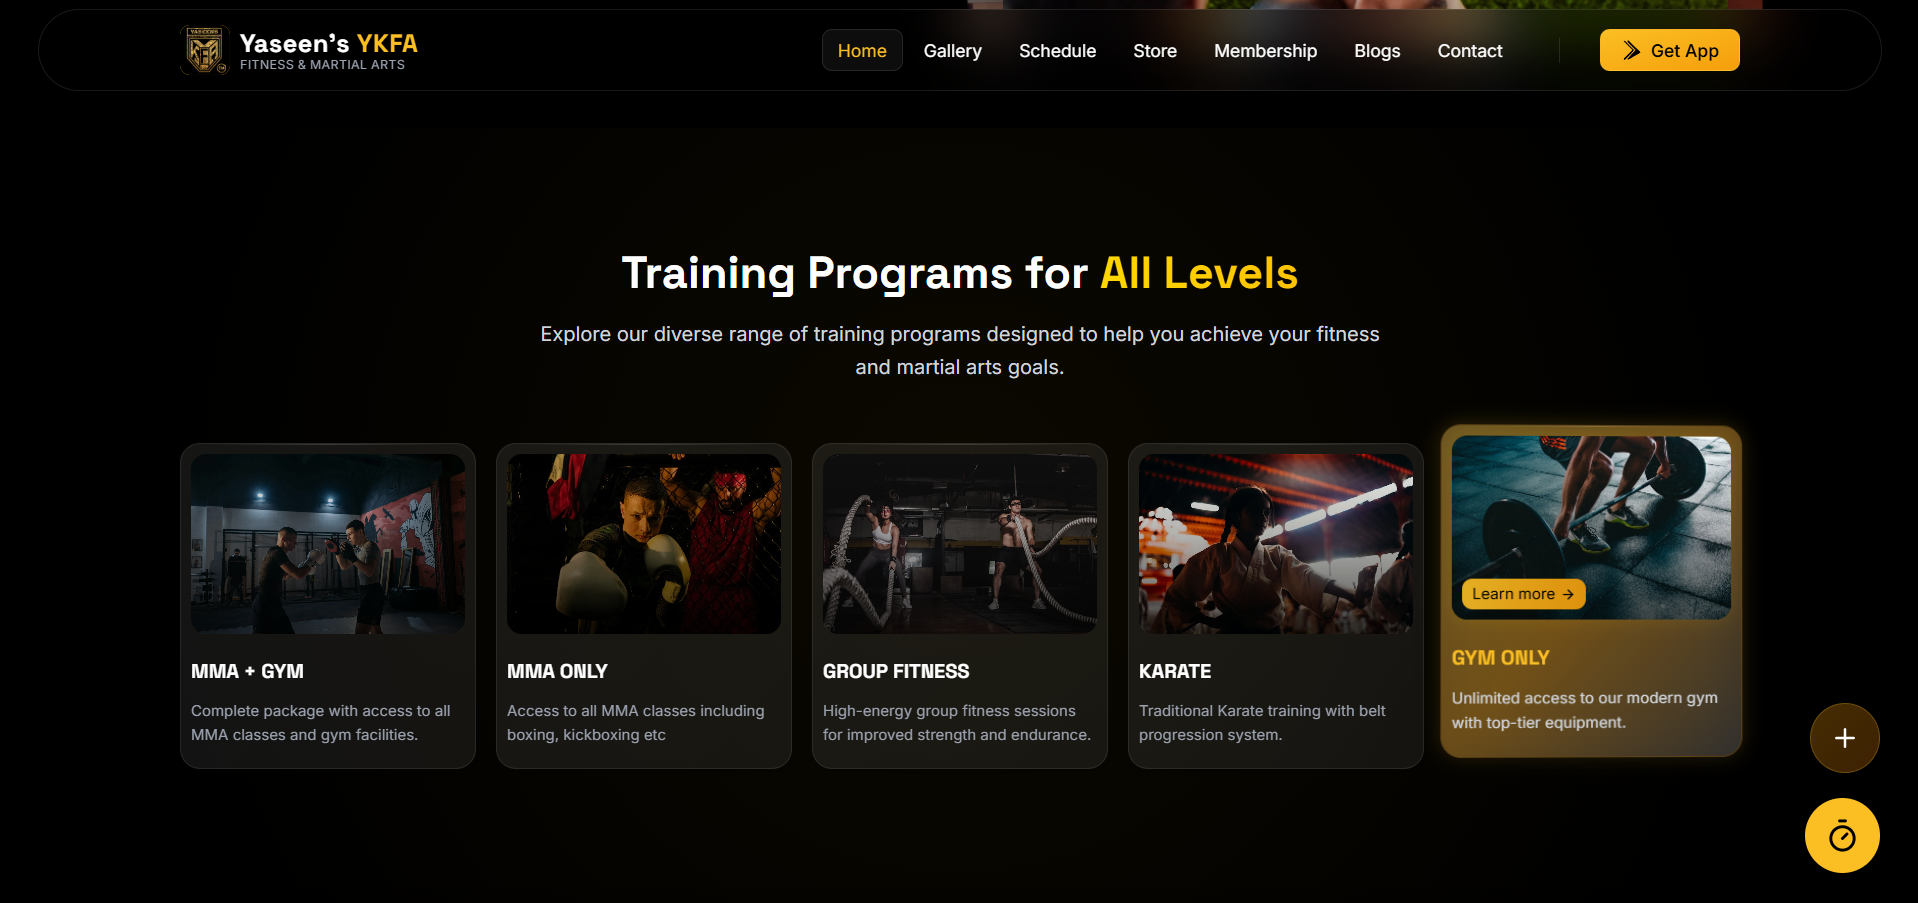 YASEEN'S
YKFA
Yaseen's YKFA
FITNESS & MARTIAL ARTS
Home
Gallery
Schedule
Store
Membership
Blogs
Contact
Get App
Training Programs for All Levels
Explore our diverse range of training programs designed to help you achieve your fitness
and martial arts goals.
MMA + GYM
Complete package with access to all
MMA classes and gym facilities.
MMA ONLY
Access to all MMA classes including
boxing, kickboxing etc
GROUP FITNESS
High-energy group fitness sessions
for improved strength and endurance.
KARATE
Traditional Karate training with belt
progression system.
Learn more →
GYM ONLY
Unlimited access to our modern gym
with top-tier equipment.